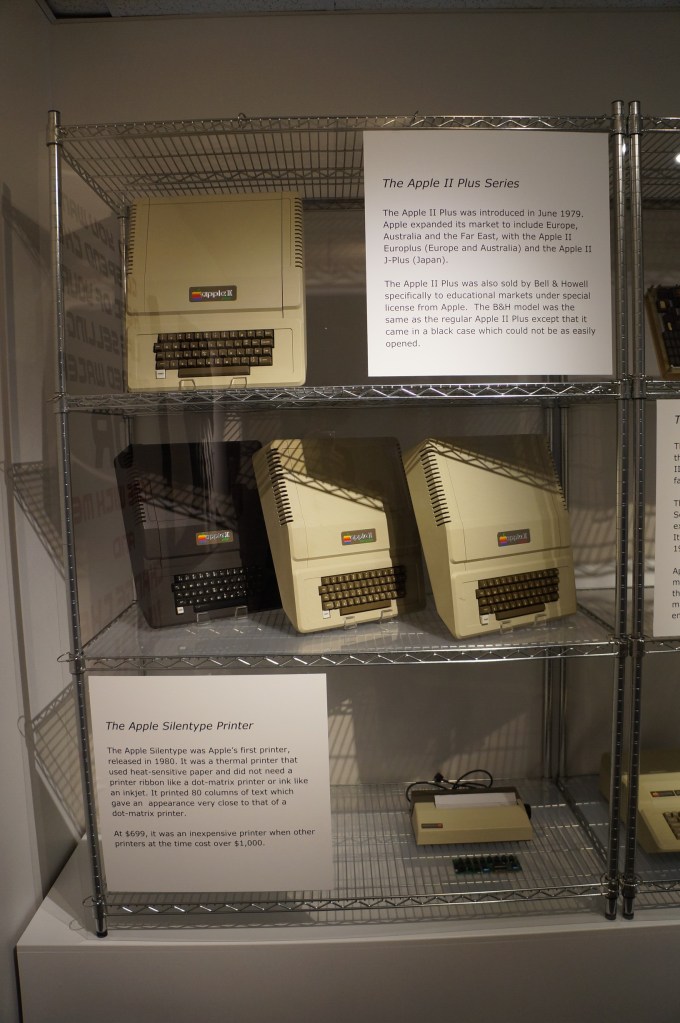 The Apple II Plus Series
The Apple II Plus was introduced in June 1979.
Apple expanded its market to include Europe,
Australia and the Far East, with the Apple II
Europlus (Europe and Australia) and the Apple II
J-Plus (Japan).
The Apple II Plus was also sold by Bell & Howell
specifically to educational markets under special
license from Apple. The B&H model was the
same as the regular Apple II Plus except that it
came in a black case which could not be as easily
opened.
apple II
apple II
apple II
apple II
The Apple Silentype Printer
The Apple Silentype was Apple's first printer,
released in 1980. It was a thermal printer that
used heat-sensitive paper and did not need a
printer ribbon like a dot-matrix printer or ink like
an inkjet. It printed 80 columns of text which
gave an appearance very close to that of a
dot-matrix printer.
At $699, it was an inexpensive printer when other
printers at the time cost over $1,000.